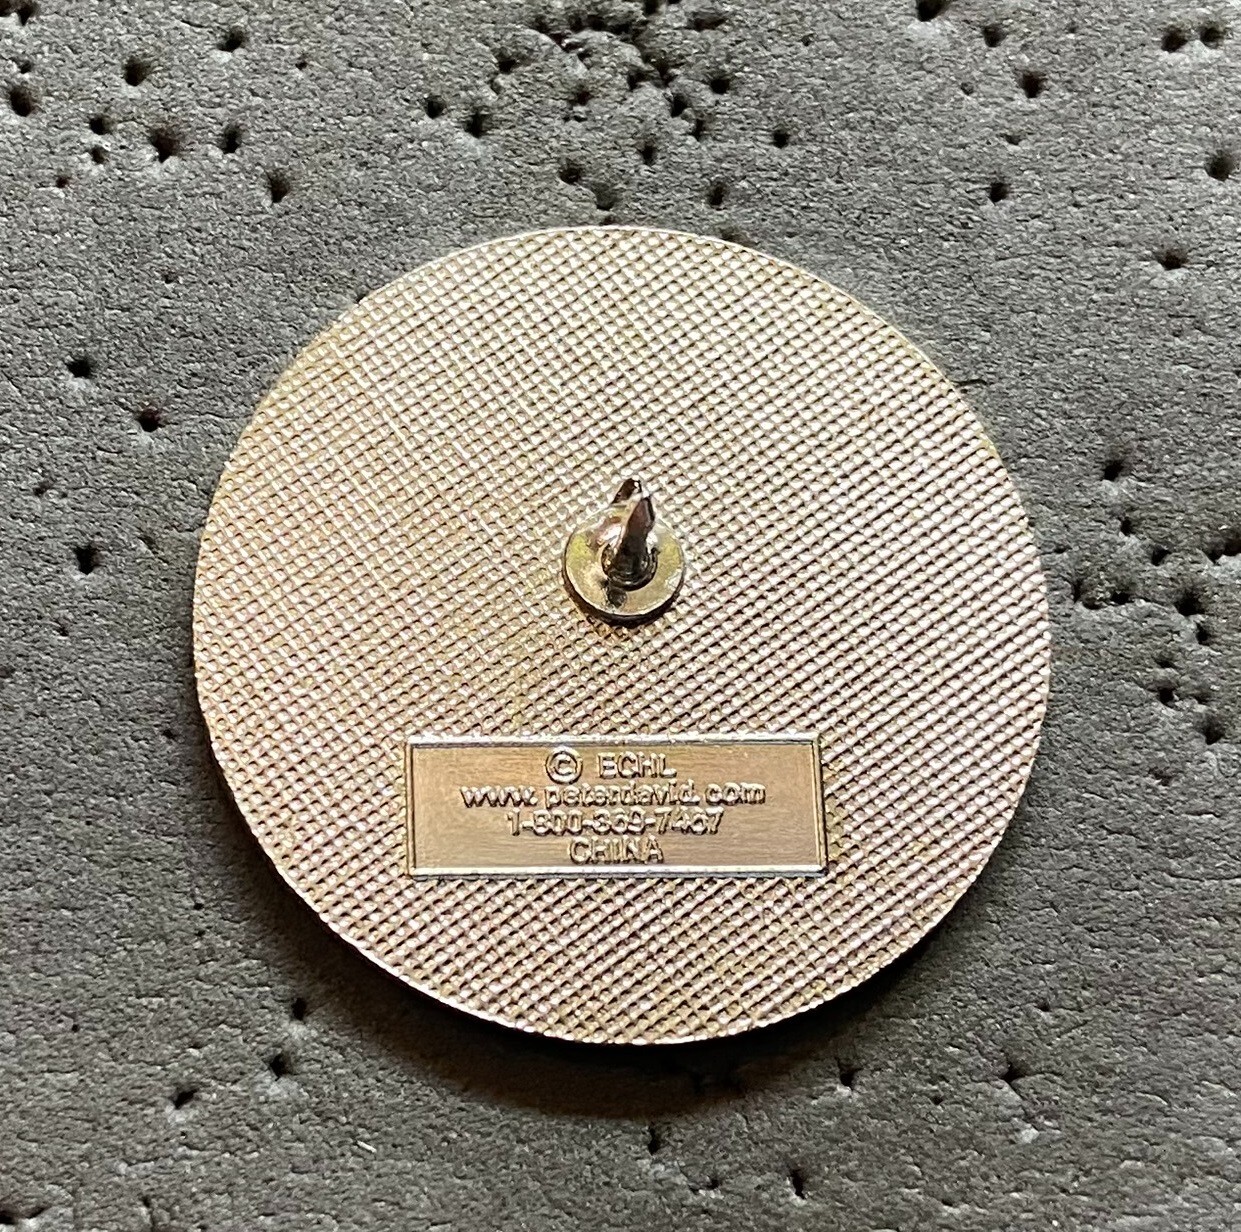 © ECHL
www.peterdavid.com
1-800-369-7467
CHINA